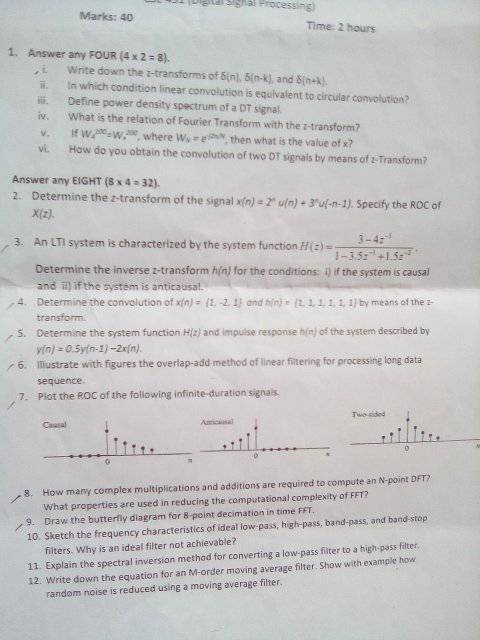 (Digital Signal Processing)
Marks: 40
Time: 2 hours
1. Answer any FOUR (4 x 2 = 8).
i. Write down the z-transforms of δ(n), δ(n-k), and δ(n+k).
ii. In which condition linear convolution is equivalent to circular convolution?
iii. Define power density spectrum of a DT signal.
iv. What is the relation of Fourier Transform with the z-transform?
v. If = , where = , then what is the value of x?
vi. How do you obtain the convolution of two DT signals by means of z-Transform?
Answer any EIGHT (8 x 4 = 32).
2. Determine the z-transform of the signal x(n) = 2ⁿ u(n) + 3ⁿu(-n-1). Specify the ROC of
X(z).
3. An LTI system is characterized by the system function H(z) = (3 − 4z⁻¹)/(1 − 3.5z⁻¹ + 1.5z⁻²).
Determine the inverse z-transform h(n) for the conditions: i) if the system is causal
and ii) if the system is anticausal.
4. Determine the convolution of x(n) = {1, -2, 1} and h(n) = {1, 1, 1, 1, 1, 1} by means of the z-
transform.
5. Determine the system function H(z) and impulse response h(n) of the system described by
y(n) = 0.5y(n-1) –2x(n).
6. Illustrate with figures the overlap-add method of linear filtering for processing long data
sequence.
7. Plot the ROC of the following infinite-duration signals.
Causal Anticausal Two-sided
0 n 0 n 0 n
8. How many complex multiplications and additions are required to compute an N-point DFT?
What properties are used in reducing the computational complexity of FFT?
9. Draw the butterfly diagram for 8-point decimation in time FFT.
10. Sketch the frequency characteristics of ideal low-pass, high-pass, band-pass, and band-stop
filters. Why is an ideal filter not achievable?
11. Explain the spectral inversion method for converting a low-pass filter to a high-pass filter.
12. Write down the equation for an M-order moving average filter. Show with example how
random noise is reduced using a moving average filter.